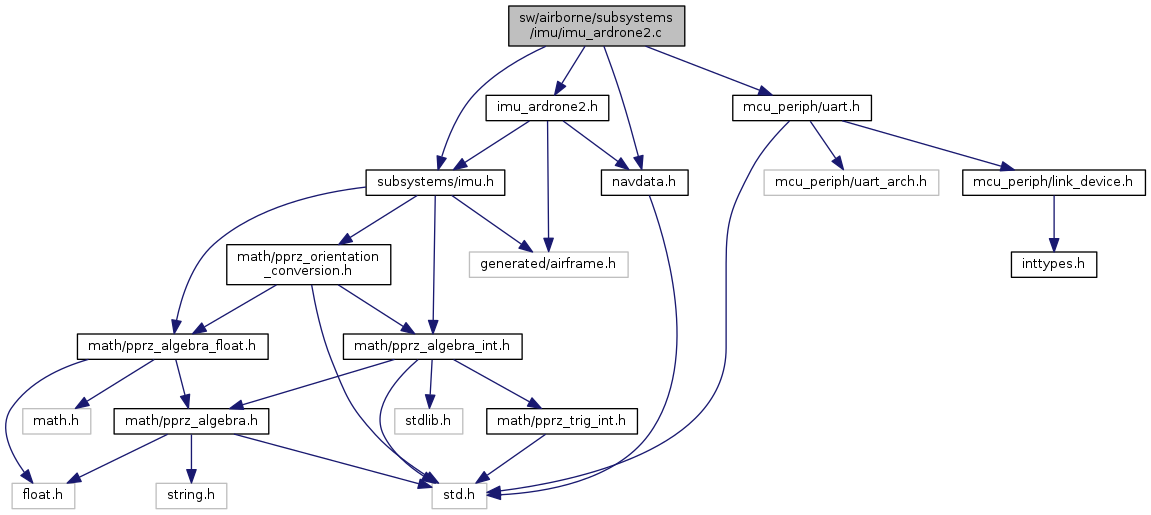 sw/airborne/subsystems
/imu/imu_ardrone2.c
imu_ardrone2.h
mcu_periph/uart.h
subsystems/imu.h
navdata.h
mcu_periph/uart_arch.h
mcu_periph/link_device.h
math/pprz_orientation
_conversion.h
generated/airframe.h
inttypes.h
math/pprz_algebra_float.h
math/pprz_algebra_int.h
math.h
math/pprz_algebra.h
stdlib.h
math/pprz_trig_int.h
float.h
string.h
std.h